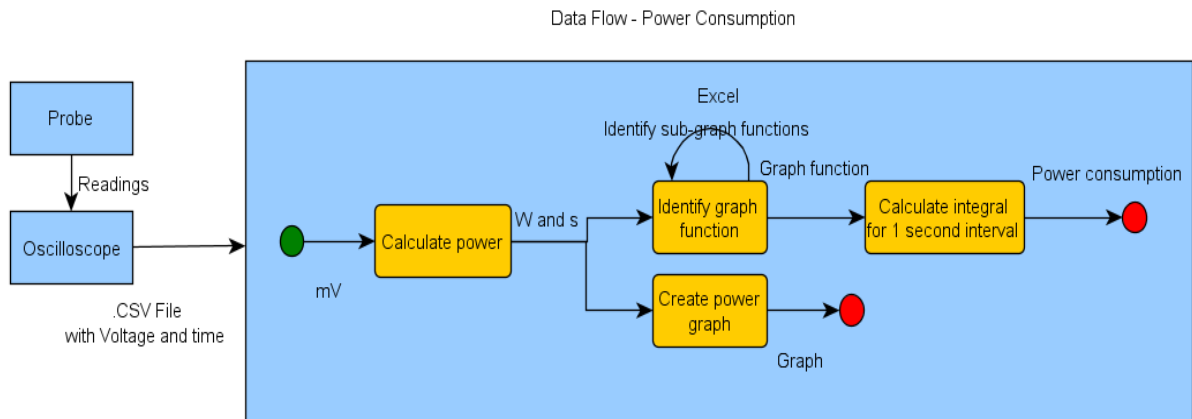 Data Flow - Power Consumption
Probe
Readings
Oscilloscope
.CSV File
with Voltage and time
Excel
mV
Calculate power
W and s
Identify sub-graph functions
Identify graph
function
Graph function
Calculate integral
for 1 second interval
Power consumption
Create power
graph
Graph